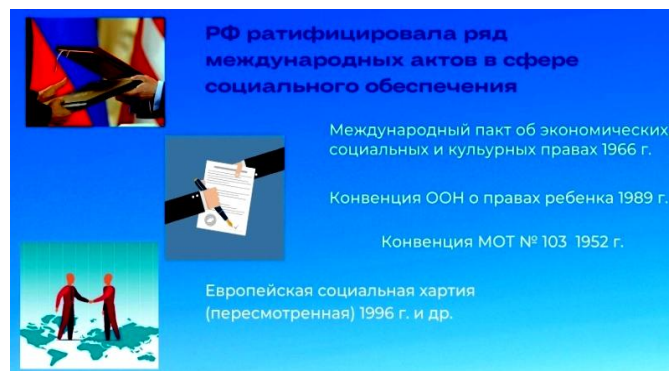 РФ ратифицировала ряд
международных актов в сфере
социального обеспечения
Международный пакт об экономических
социальных и кульурных правах 1966 г.
Конвенция ООН о правах ребенка 1989 г.
Конвенция МОТ № 103 1952 г.
Европейская социальная хартия
(пересмотренная) 1996 г. и др.